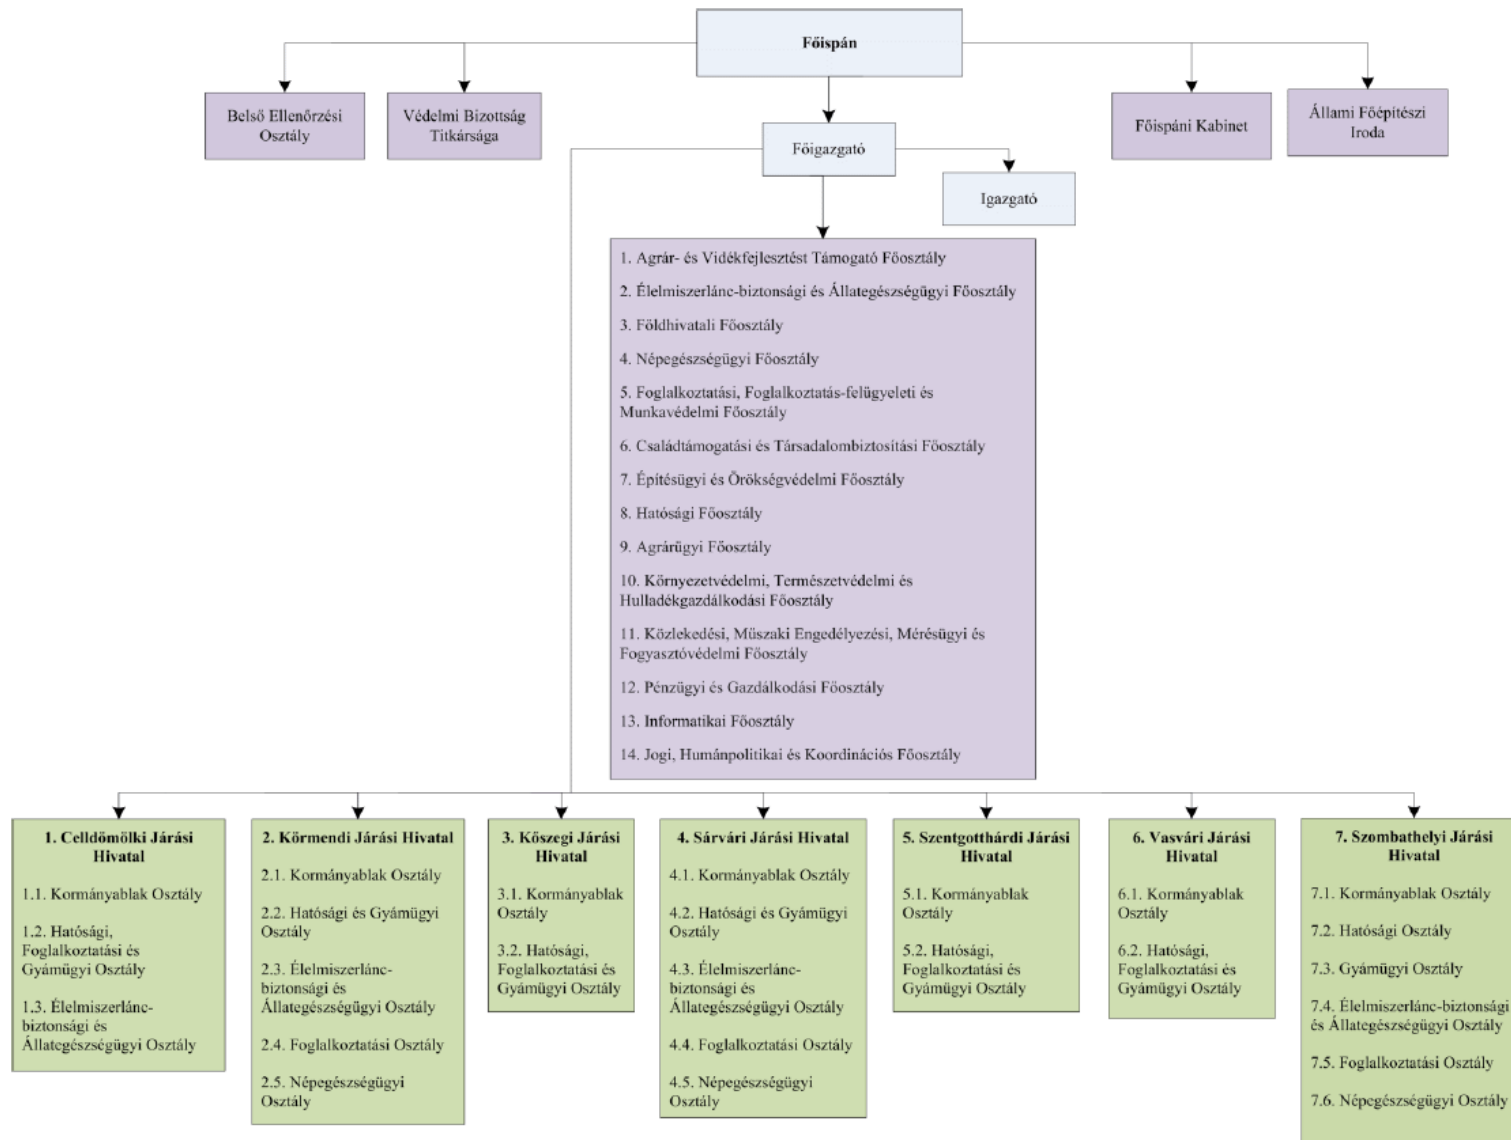 Főispán
Belső Ellenőrzési
Osztály
Védelmi Bizottság
Titkársága
Főispáni Kabinet
Állami Főépítészi
Iroda
Főigazgató
Igazgató
1. Agrár- és Vidékfejlesztést Támogató Főosztály
2. Élelmiszerlánc-biztonsági és Állategészségügyi Főosztály
3. Földhivatali Főosztály
4. Népegészségügyi Főosztály
5. Foglalkoztatási, Foglalkoztatás-felügyeleti és
Munkavédelmi Főosztály
6. Családtámogatási és Társadalombiztosítási Főosztály
7. Építésügyi és Örökségvédelmi Főosztály
8. Hatósági Főosztály
9. Agrárügyi Főosztály
10. Környezetvédelmi, Természetvédelmi és
Hulladékgazdálkodási Főosztály
11. Közlekedési, Műszaki Engedélyezési, Mérésügyi és
Fogyasztóvédelmi Főosztály
12. Pénzügyi és Gazdálkodási Főosztály
13. Informatikai Főosztály
14. Jogi, Humánpolitikai és Koordinációs Főosztály
1. Celldömölki Járási
Hivatal
1.1. Kormányablak Osztály
1.2. Hatósági,
Foglalkoztatási és
Gyámügyi Osztály
1.3. Élelmiszerlánc-
biztonsági és
Állategészségügyi Osztály
2. Körmendi Járási Hivatal
2.1. Kormányablak Osztály
2.2. Hatósági és Gyámügyi
Osztály
2.3. Élelmiszerlánc-
biztonsági és
Állategészségügyi Osztály
2.4. Foglalkoztatási Osztály
2.5. Népegészségügyi
Osztály
3. Kőszegi Járási
Hivatal
3.1. Kormányablak
Osztály
3.2. Hatósági,
Foglalkoztatási és
Gyámügyi Osztály
4. Sárvári Járási Hivatal
4.1. Kormányablak Osztály
4.2. Hatósági és Gyámügyi
Osztály
4.3. Élelmiszerlánc-
biztonsági és
Állategészségügyi Osztály
4.4. Foglalkoztatási Osztály
4.5. Népegészségügyi
Osztály
5. Szentgotthárdi Járási
Hivatal
5.1. Kormányablak
Osztály
5.2. Hatósági,
Foglalkoztatási és
Gyámügyi Osztály
6. Vasvári Járási
Hivatal
6.1. Kormányablak
Osztály
6.2. Hatósági,
Foglalkoztatási és
Gyámügyi Osztály
7. Szombathelyi Járási
Hivatal
7.1. Kormányablak Osztály
7.2. Hatósági Osztály
7.3. Gyámügyi Osztály
7.4. Élelmiszerlánc-biztonsági
és Állategészségügyi Osztály
7.5. Foglalkoztatási Osztály
7.6. Népegészségügyi Osztály